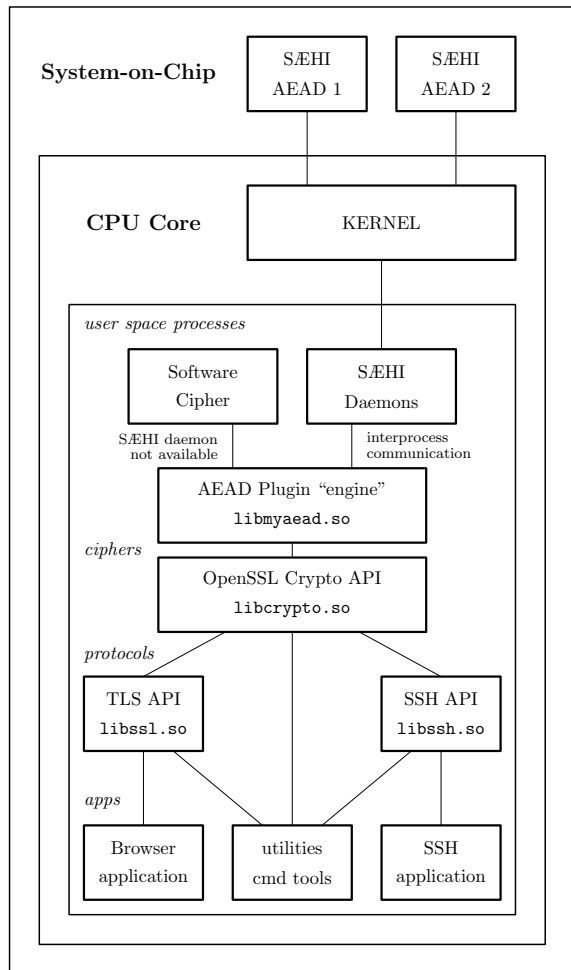 System-on-Chip
SÆHI
AEAD 1
SÆHI
AEAD 2
CPU Core
KERNEL
user space processes
Software
Cipher
SÆHI
Daemons
SÆHI daemon
not available
interprocess
communication
AEAD Plugin “engine”
libmyaead.so
ciphers
OpenSSL Crypto API
libcrypto.so
protocols
TLS API
libssl.so
SSH API
libssh.so
apps
Browser
application
utilities
cmd tools
SSH
application